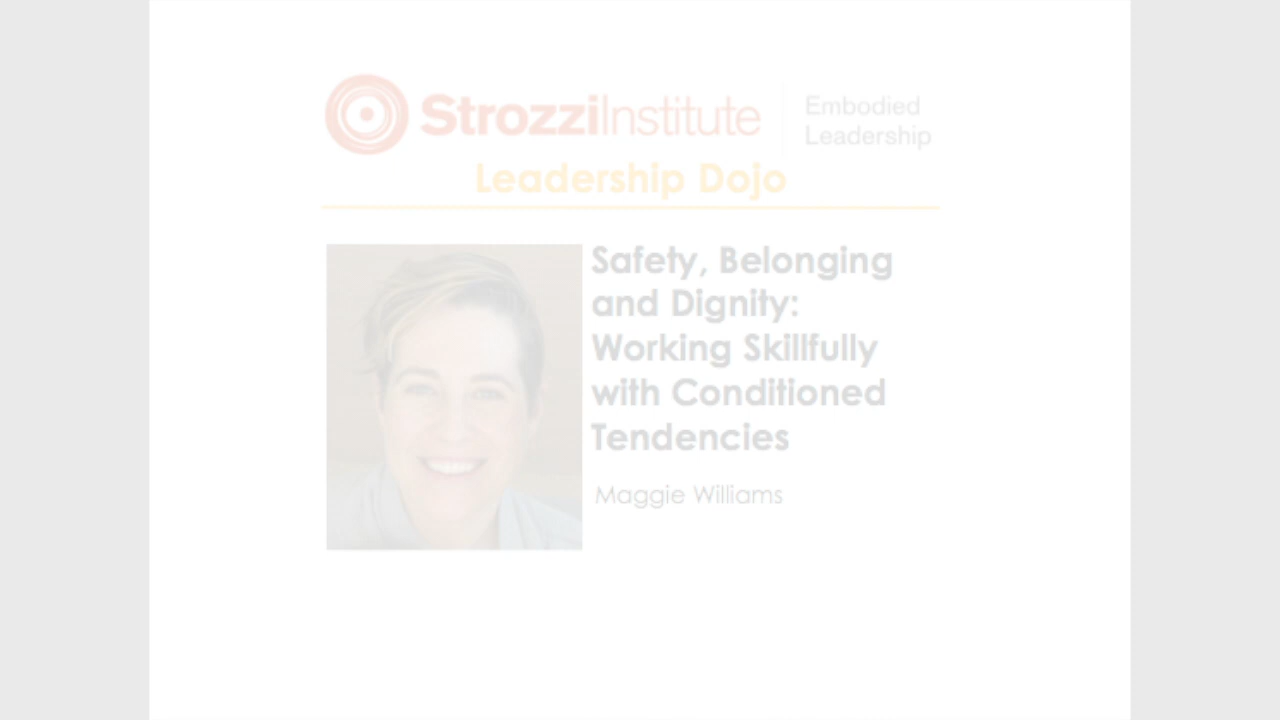 StrozziInstitute
Embodied
Leadership
Leadership Dojo
Safety, Belonging
and Dignity:
Working Skillfully
with Conditioned
Tendencies
Maggie Williams